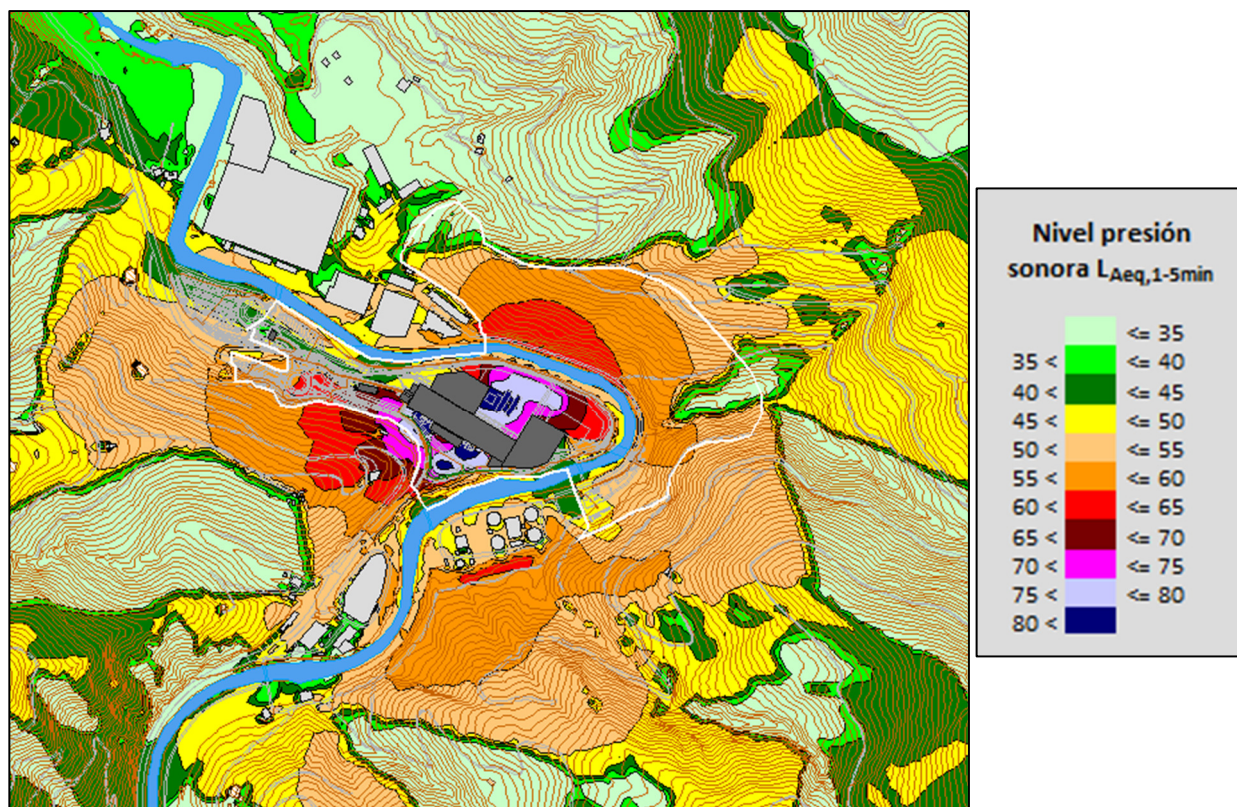 Nivel presión
sonora LAeq,1-5min
<= 35
35 < <= 40
40 < <= 45
45 < <= 50
50 < <= 55
55 < <= 60
60 < <= 65
65 < <= 70
70 < <= 75
75 < <= 80
80 <